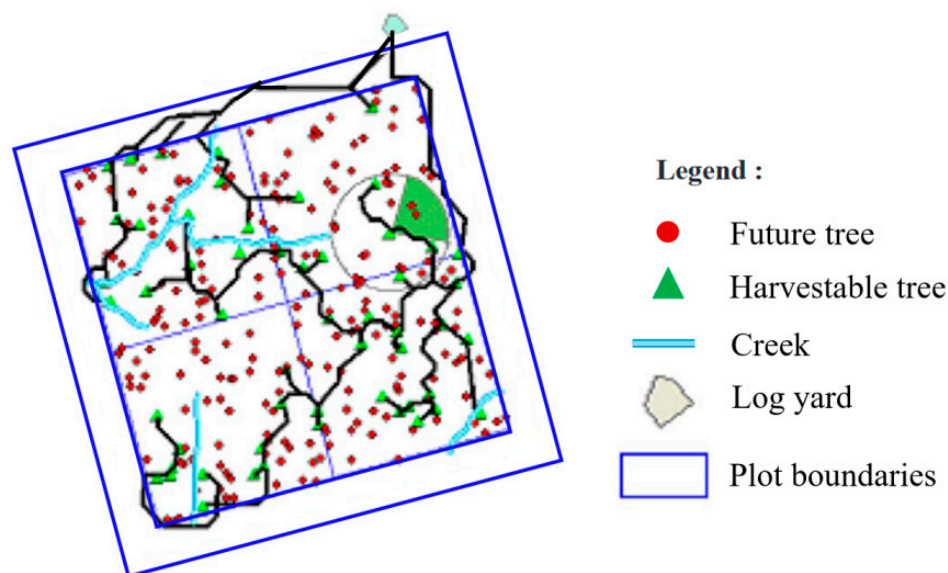 Legend :
Future tree
Harvestable tree
Creek
Log yard
Plot boundaries